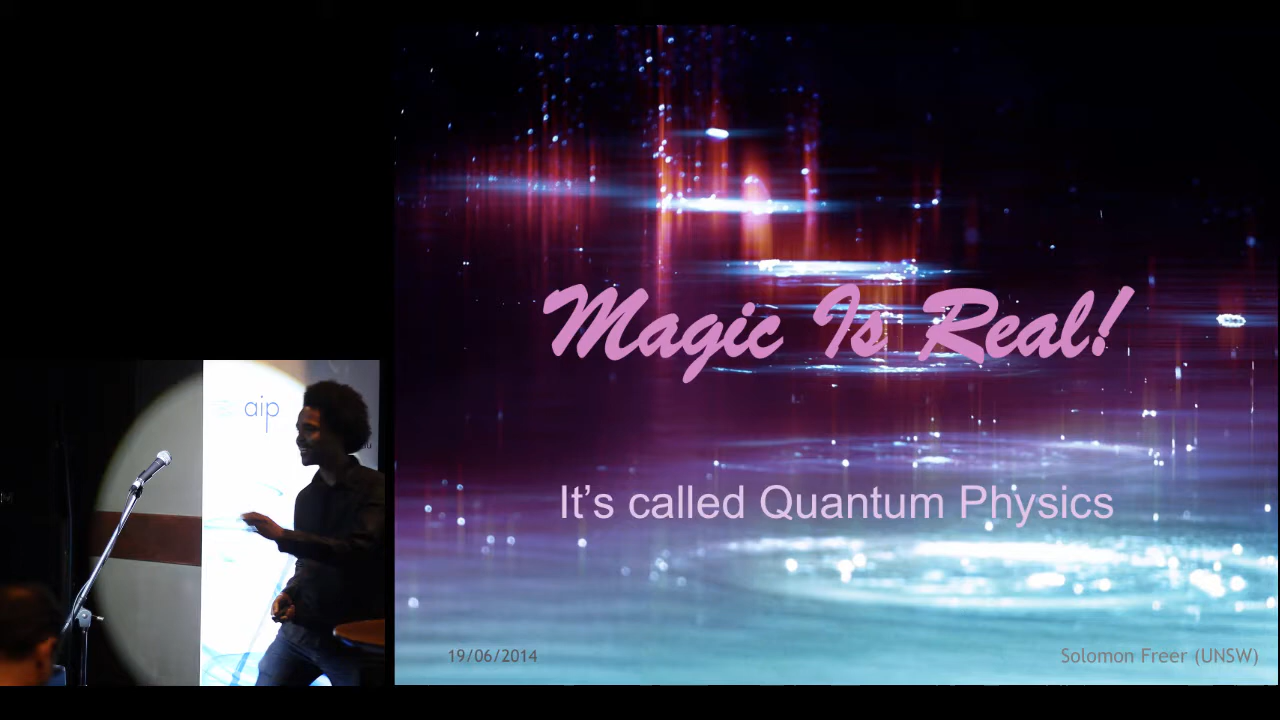 aip
Magic Is Real!
It's called Quantum Physics
19/06/2014
Solomon Freer (UNSW)